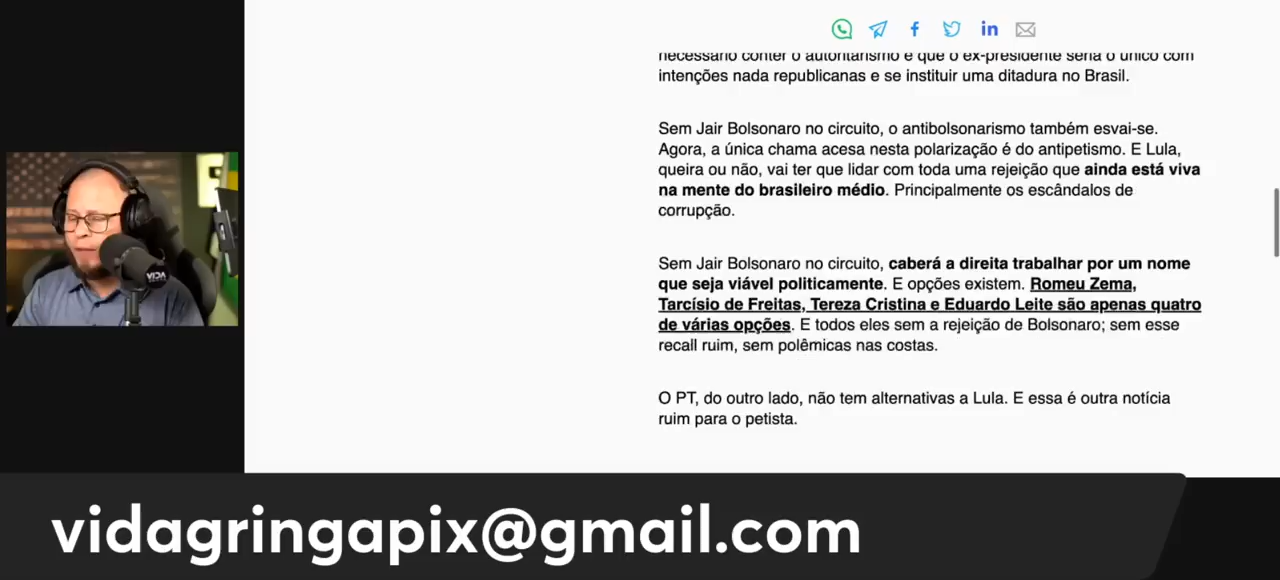 necessário conter o autoritarismo e que o ex-presidente seria o único com
intenções nada republicanas e se instituir uma ditadura no Brasil.
Sem Jair Bolsonaro no circuito, o antibolsonarismo também esvai-se.
Agora, a única chama acesa nesta polarização é do antipetismo. E Lula,
queira ou não, vai ter que lidar com toda uma rejeição que ainda está viva
na mente do brasileiro médio. Principalmente os escândalos de
corrupção.
Sem Jair Bolsonaro no circuito, caberá a direita trabalhar por um nome
que seja viável politicamente. E opções existem. Romeu Zema,
Tarcísio de Freitas, Tereza Cristina e Eduardo Leite são apenas quatro
de várias opções. E todos eles sem a rejeição de Bolsonaro; sem esse
recall ruim, sem polêmicas nas costas.
O PT, do outro lado, não tem alternativas a Lula. E essa é outra notícia
ruim para o petista.
VIDA
vidagringapix@gmail.com